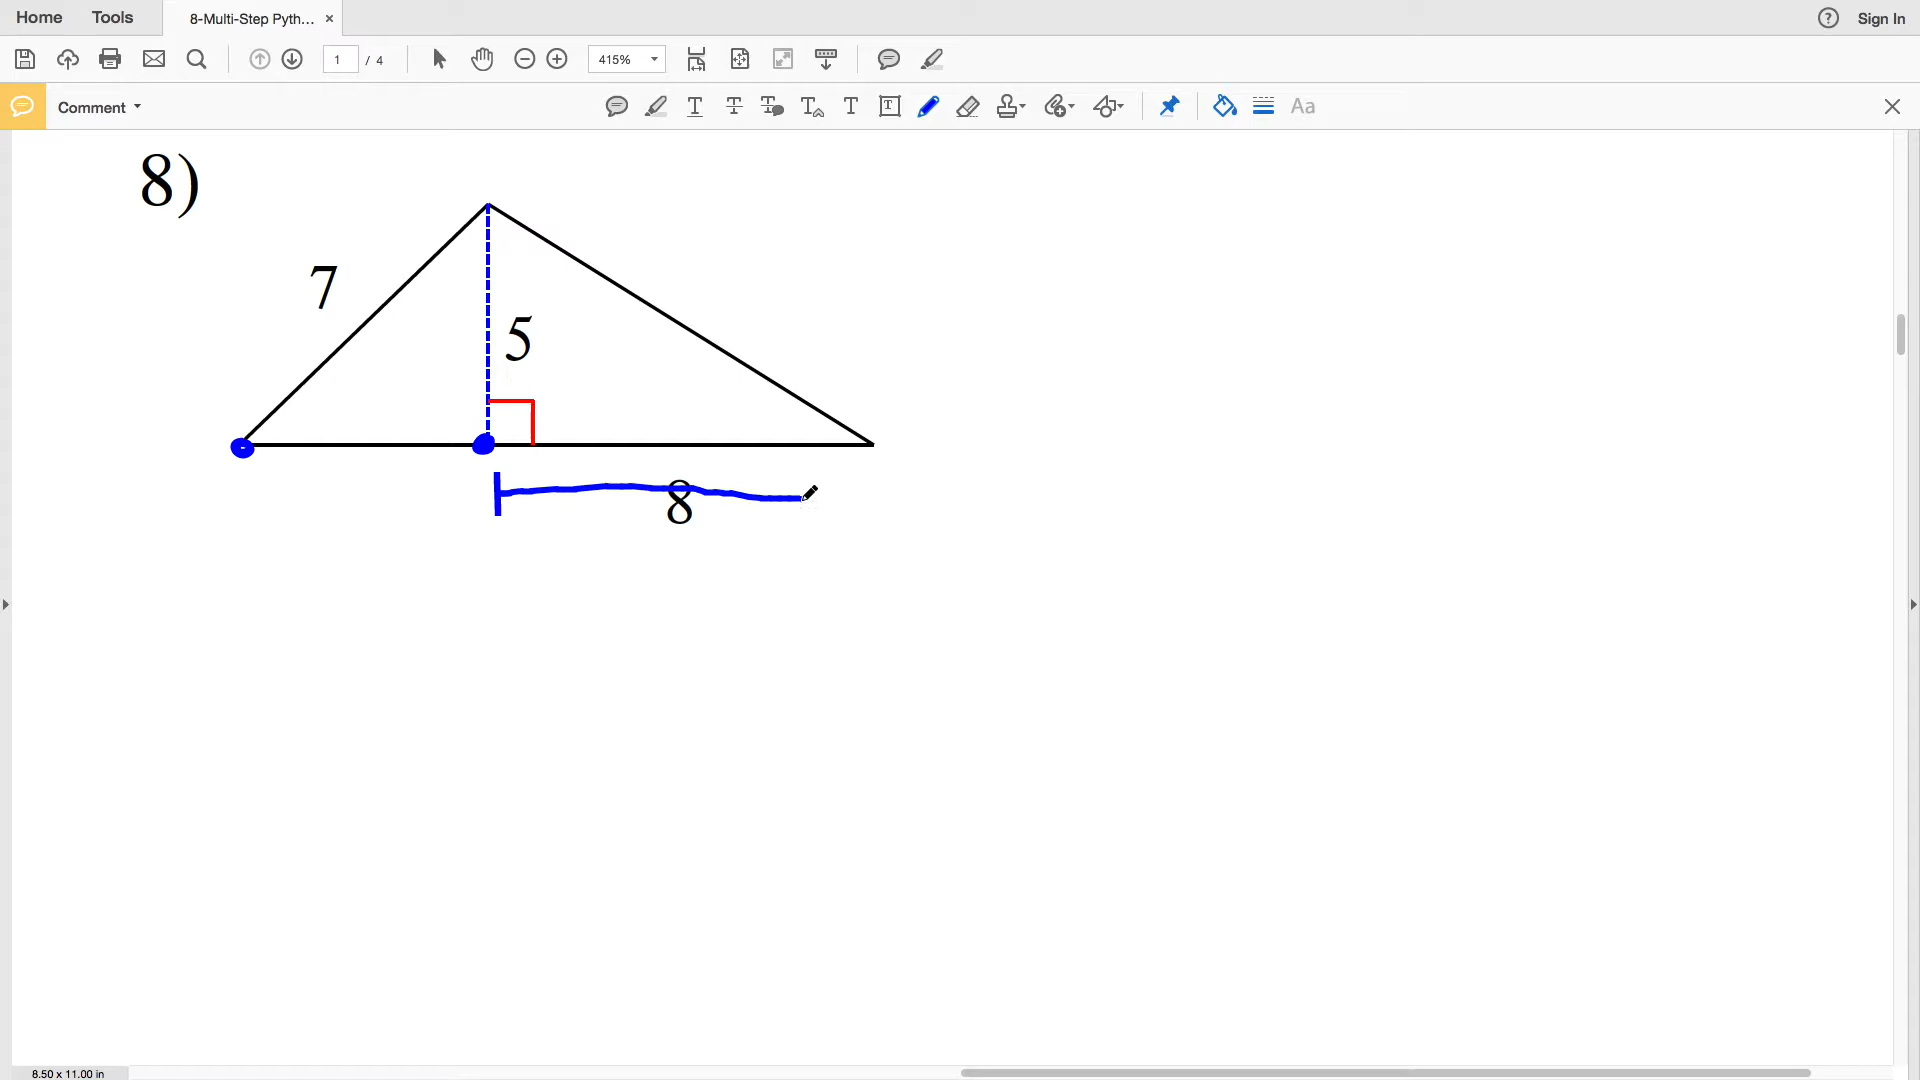 Home Tools 8-Multi-Step Pyth... × ? Sign In
1 / 4 415%
Comment T T T T T T Aa
8)
7
5
8
8.50 x 11.00 in